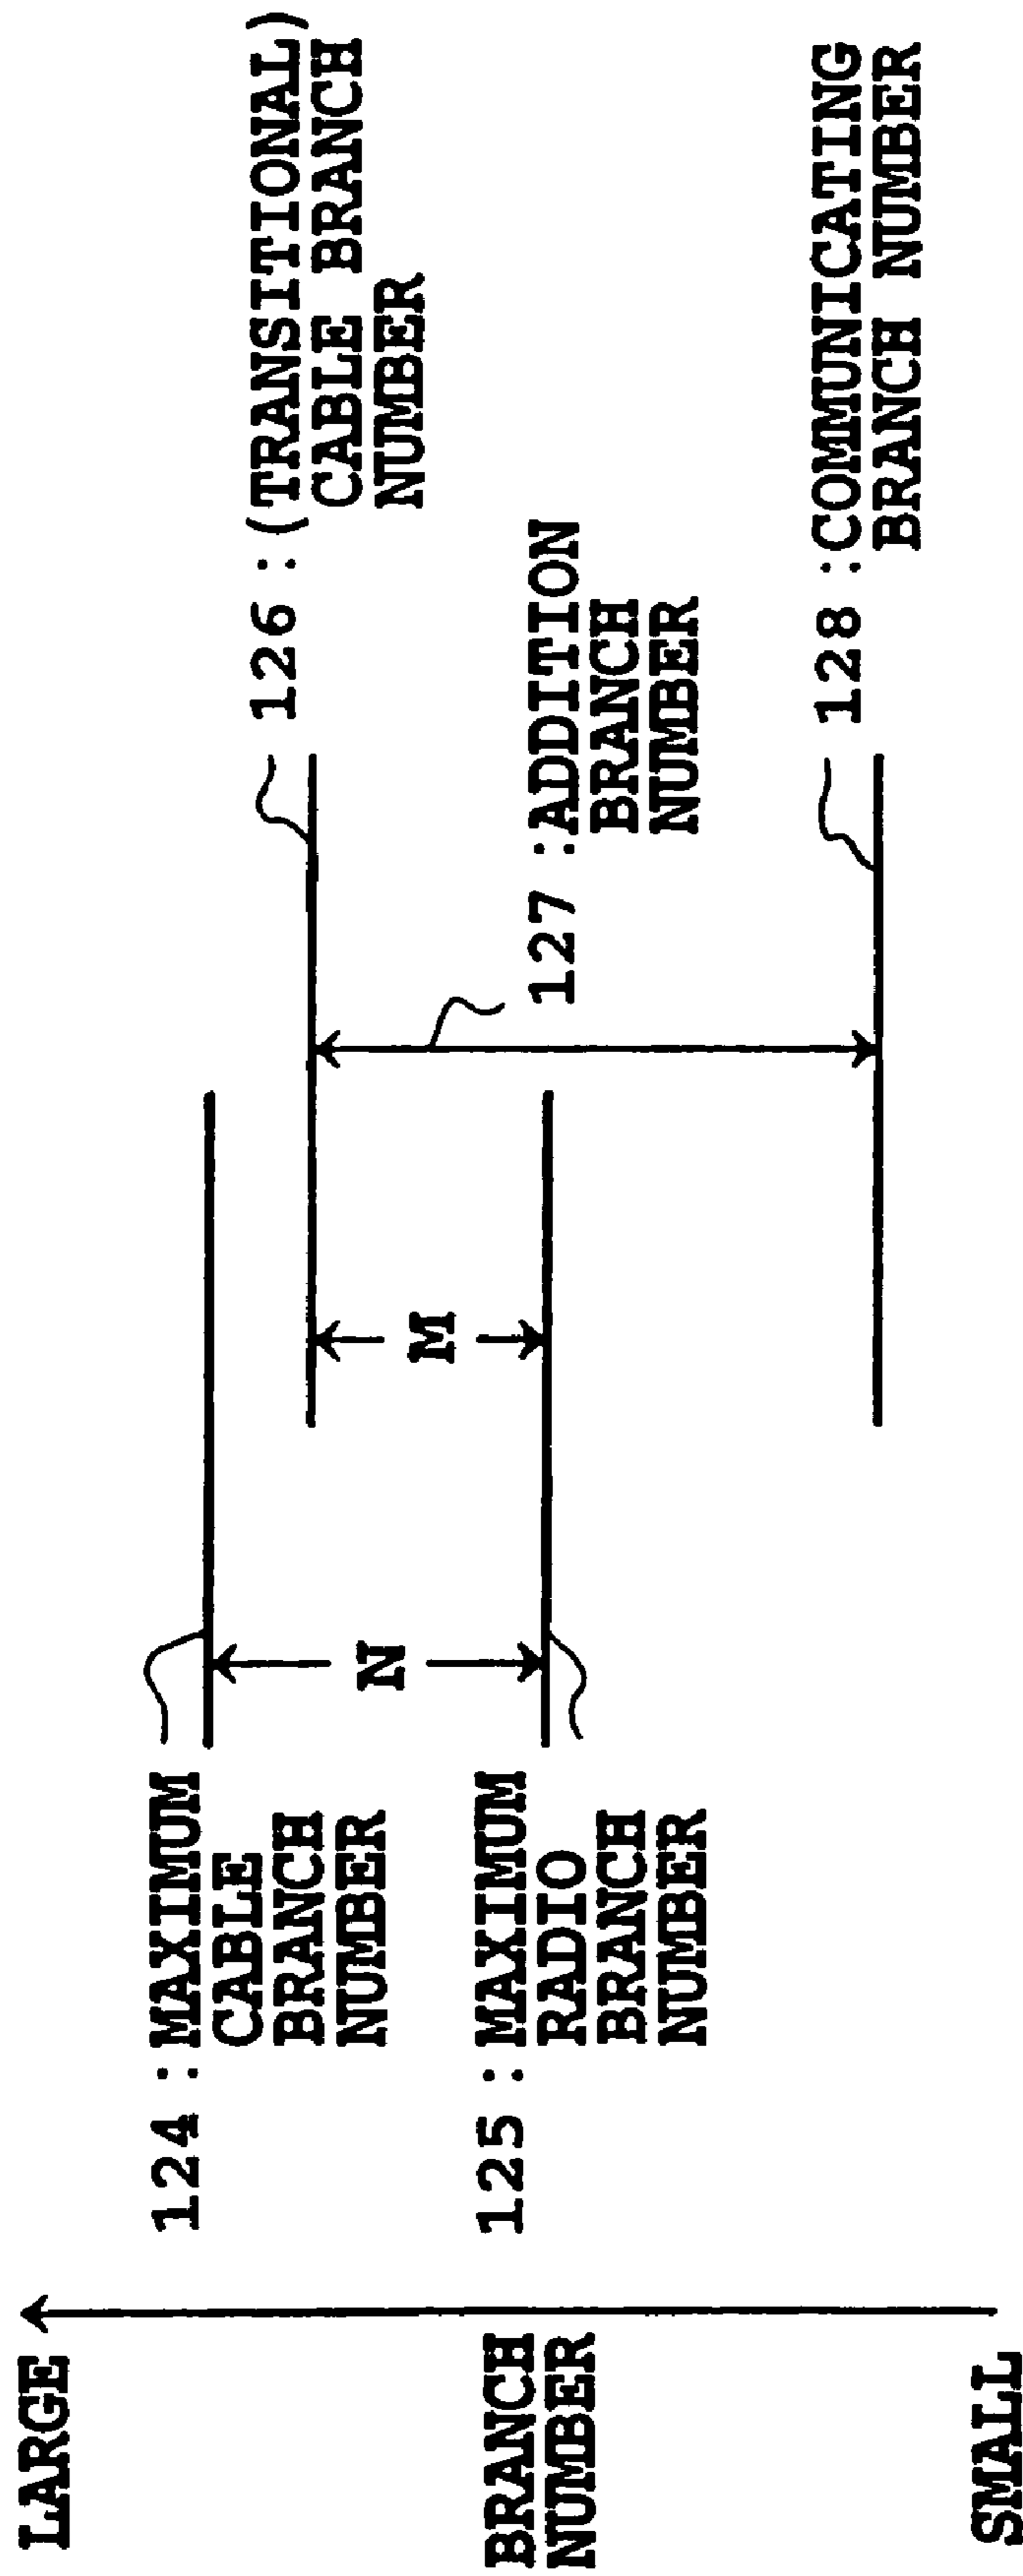 LARGE
BRANCH
NUMBER
SMALL
124 :MAXIMUM
CABLE
BRANCH
NUMBER
125 :MAXIMUM
RADIO
BRANCH
NUMBER
N
M
126 :(TRANSITIONAL)
CABLE BRANCH
NUMBER
127 :ADDITION
BRANCH
NUMBER
128 :COMMUNICATING
BRANCH NUMBER